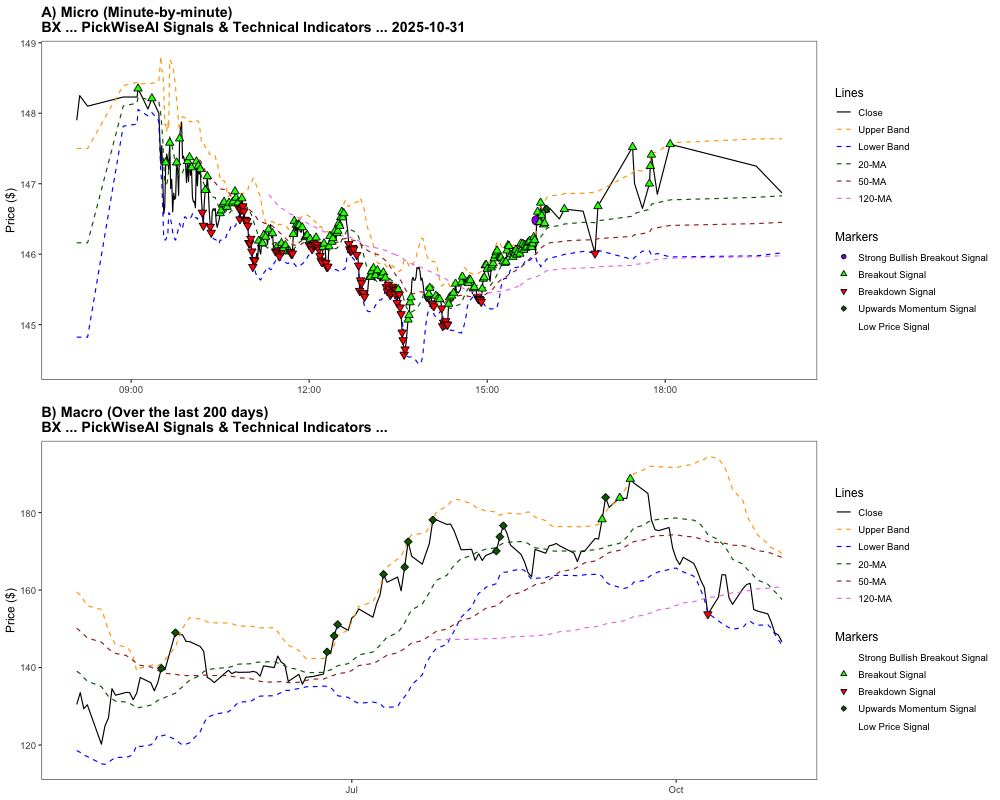 A) Micro (Minute-by-minute)
BX ... PickWiseAI Signals & Technical Indicators ... 2025-10-31
149
148
147
146
145
Price ($)
09:00
12:00
15:00
18:00
Lines
Close
Upper Band
Lower Band
20-MA
50-MA
120-MA
Markers
Strong Bullish Breakout Signal
Breakout Signal
Breakdown Signal
Upwards Momentum Signal
Low Price Signal
B) Macro (Over the last 200 days)
BX ... PickWiseAI Signals & Technical Indicators ...
180
160
140
120
Price ($)
Jul
Oct
Lines
Close
Upper Band
Lower Band
20-MA
50-MA
120-MA
Markers
Strong Bullish Breakout Signal
Breakout Signal
Breakdown Signal
Upwards Momentum Signal
Low Price Signal